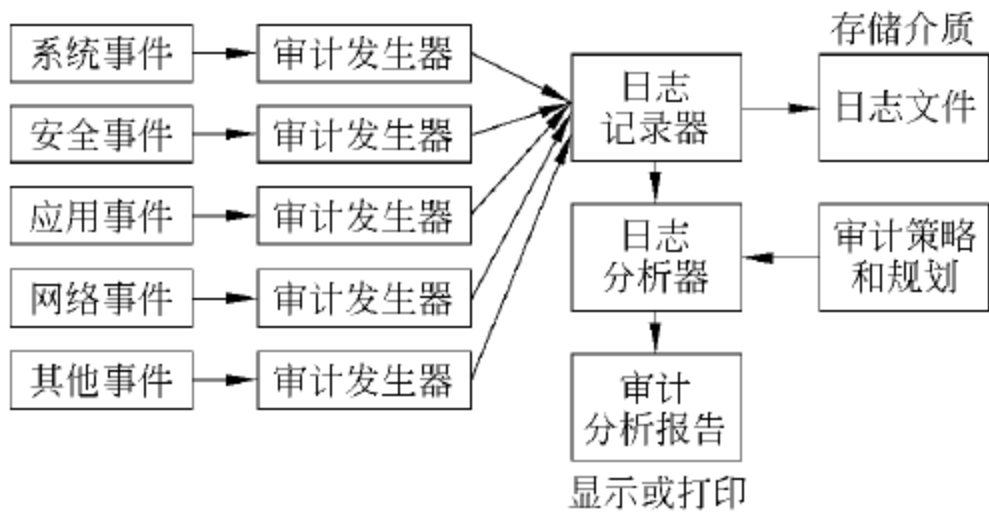 存储介质
系统事件
审计发生器
日志
记录器
日志文件
安全事件
审计发生器
应用事件
审计发生器
日志
分析器
审计策略
和规划
网络事件
审计发生器
其他事件
审计发生器
审计
分析报告
显示或打印